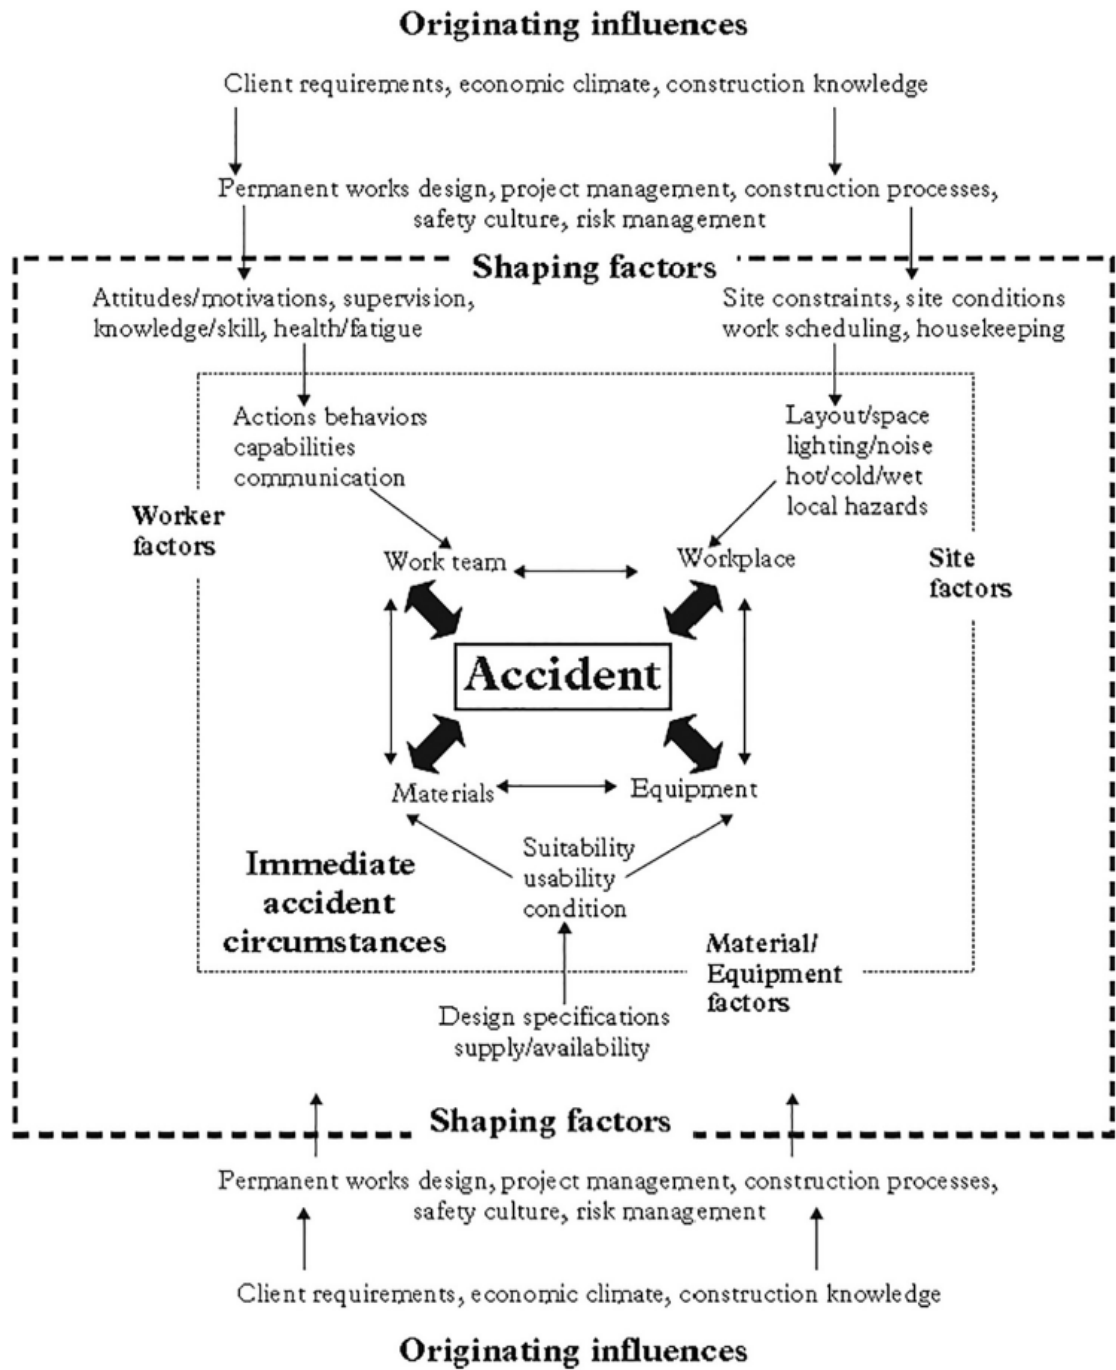 Originating influences
Client requirements, economic climate, construction knowledge
Permanent works design, project management, construction processes,
safety culture, risk management
Shaping factors
Attitudes/motivations, supervision,
knowledge/skill, health/fatigue
Site constraints, site conditions
work scheduling, housekeeping
Actions behaviors
capabilities
communication
Layout/space
lighting/noise
hot/cold/wet
local hazards
Worker
factors
Site
factors
Work team
Workplace
Accident
Materials
Equipment
Suitability
usability
condition
Immediate
accident
circumstances
Material/
Equipment
factors
Design specifications
supply/availability
Shaping factors
Permanent works design, project management, construction processes,
safety culture, risk management
Client requirements, economic climate, construction knowledge
Originating influences